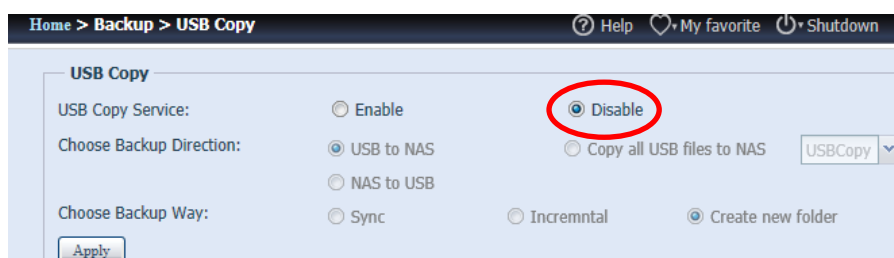 Home > Backup > USB Copy ? Help My favorite Shutdown
USB Copy
USB Copy Service: Enable Disable
Choose Backup Direction: USB to NAS Copy all USB files to NAS USBCopy
NAS to USB
Choose Backup Way: Sync Incremntal Create new folder
Apply